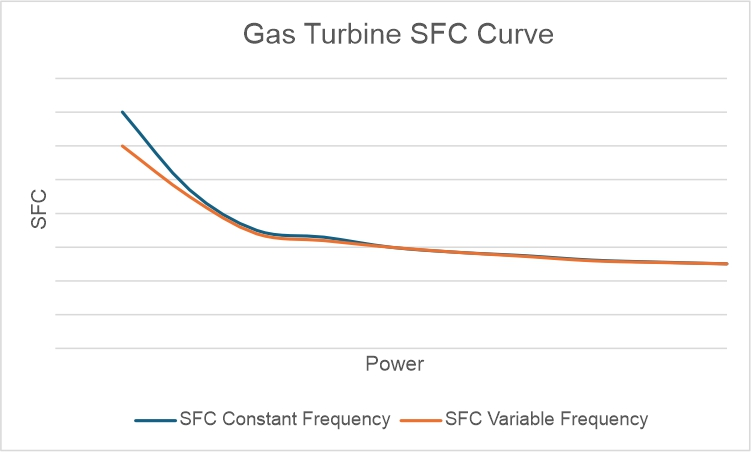 Gas Turbine SFC Curve
SFC
Power
SFC Constant Frequency
SFC Variable Frequency